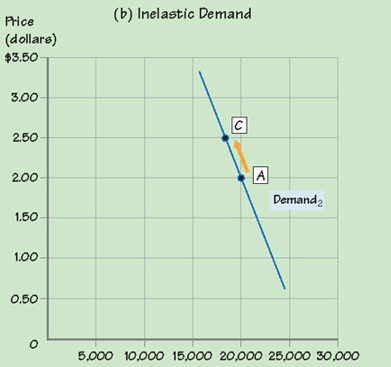 (b) Inelastic Demand
Price
(dollars)
$3.50
3.00
2.50
2.00
1.50
1.00
0.50
0
C
A
Demand2
5,000 10,000 15,000 20,000 25,000 30,000